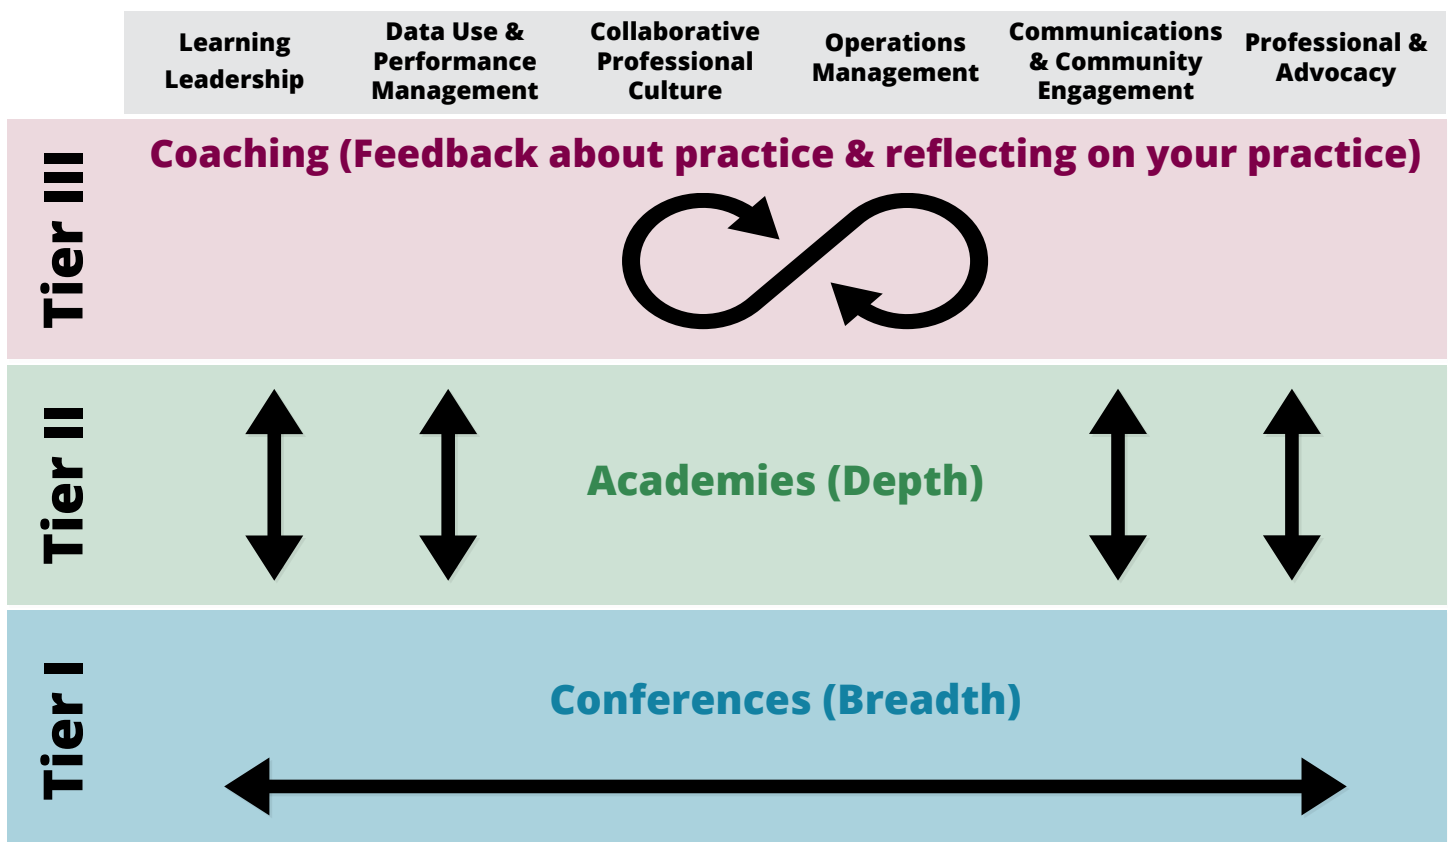 Learning
Leadership
Data Use &
Performance
Management
Collaborative
Professional
Culture
Operations
Management
Communications
& Community
Engagement
Professional &
Advocacy
Tier III
Coaching (Feedback about practice & reflecting on your practice)
Tier II
Academies (Depth)
Tier I
Conferences (Breadth)